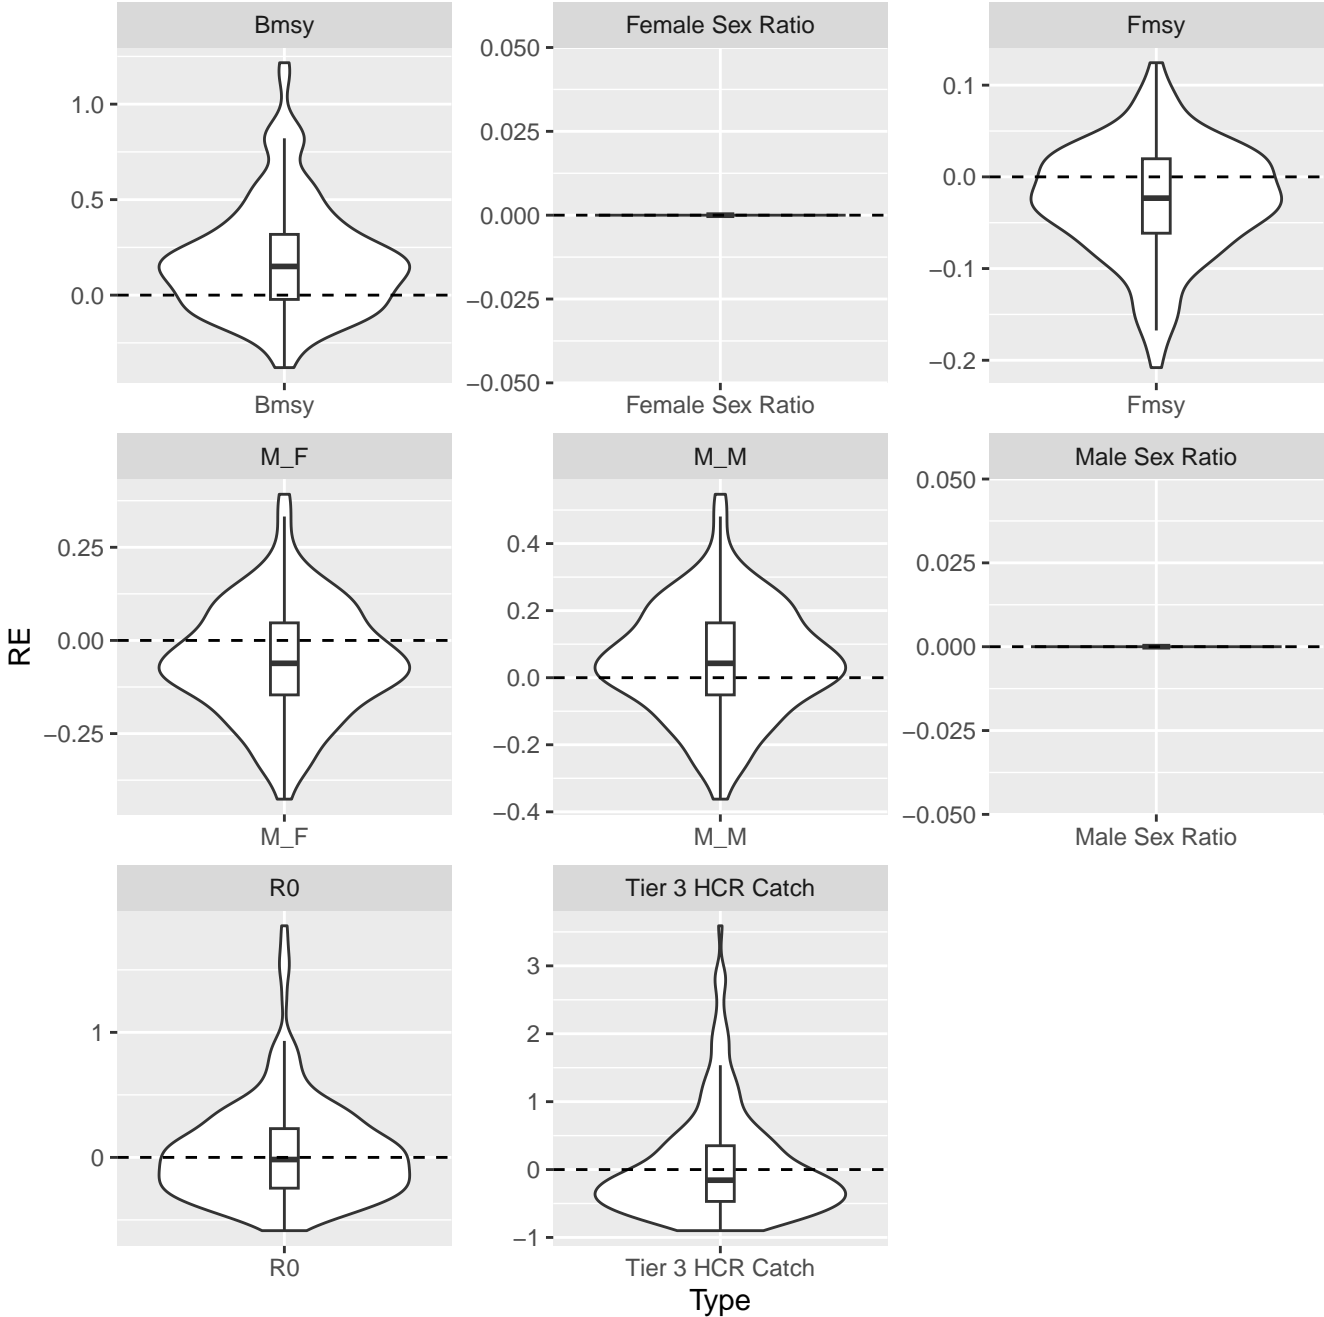 Bmsy
Female Sex Ratio
Fmsy
1.0
0.5
0.0
Bmsy
0.050
0.025
0.000
−0.025
−0.050
Female Sex Ratio
0.1
0.0
−0.1
−0.2
Fmsy
RE
M_F
M_M
Male Sex Ratio
0.25
0.00
−0.25
M_F
0.4
0.2
0.0
−0.2
−0.4
M_M
0.050
0.025
0.000
−0.025
−0.050
Male Sex Ratio
R0
Tier 3 HCR Catch
1
0
R0
3
2
1
0
−1
Tier 3 HCR Catch
Type